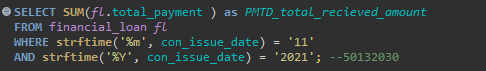 SELECT SUM(fl.total_payment ) as PMTD_total_recieved_amount
FROM financial_loan fl
WHERE strftime('%m', con_issue_date) = '11'
AND strftime('%Y', con_issue_date) = '2021'; --50132030